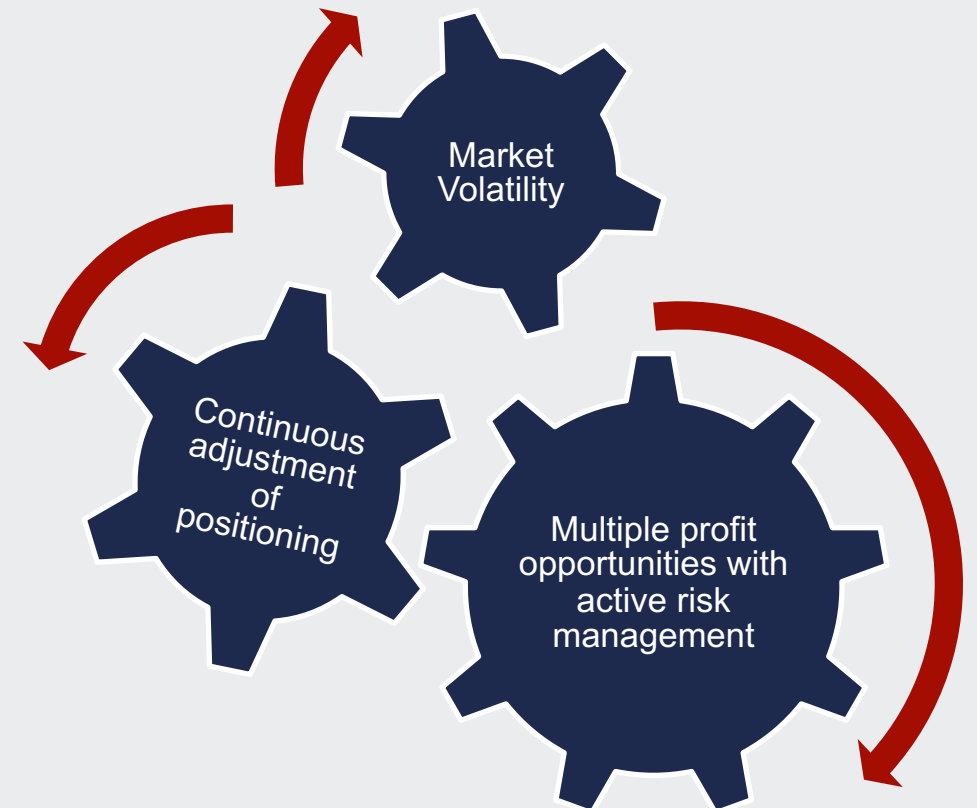 Market
Volatility
Continuous
adjustment
of
positioning
Multiple profit
opportunities with
active risk
management